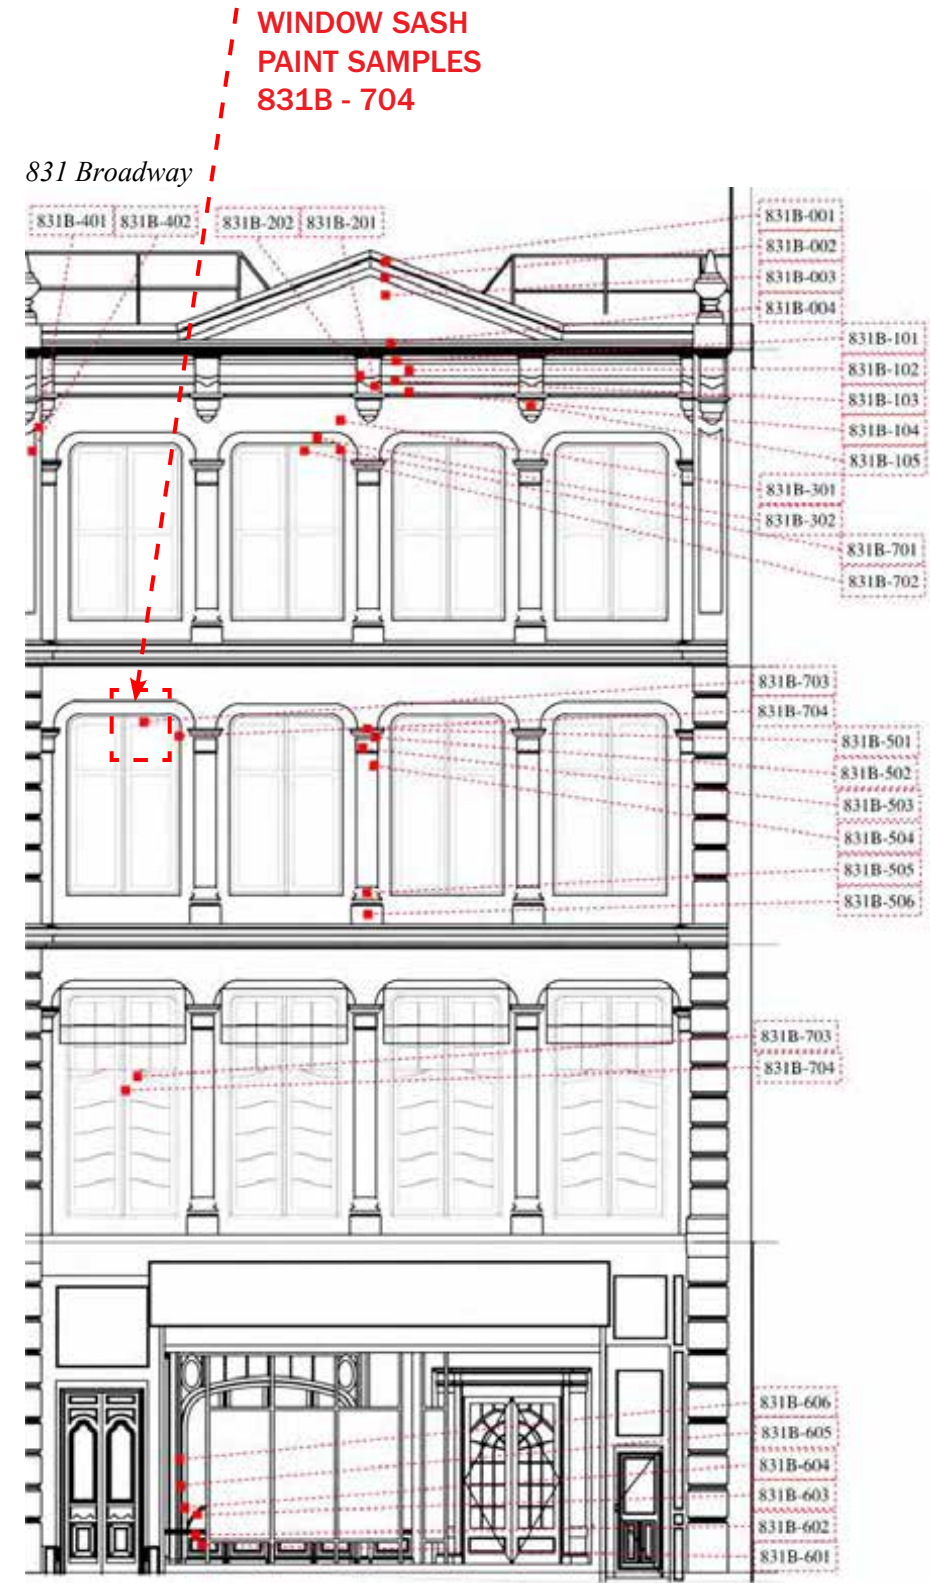 WINDOW SASH
PAINT SAMPLES
831B - 704
831 Broadway
831B-401 831B-402 831B-202 831B-201
831B-001
831B-002
831B-003
831B-004
831B-101
831B-102
831B-103
831B-104
831B-105
831B-301
831B-302
831B-701
831B-702
831B-703
831B-704
831B-501
831B-502
831B-503
831B-504
831B-505
831B-506
831B-703
831B-704
831B-606
831B-605
831B-604
831B-603
831B-602
831B-601